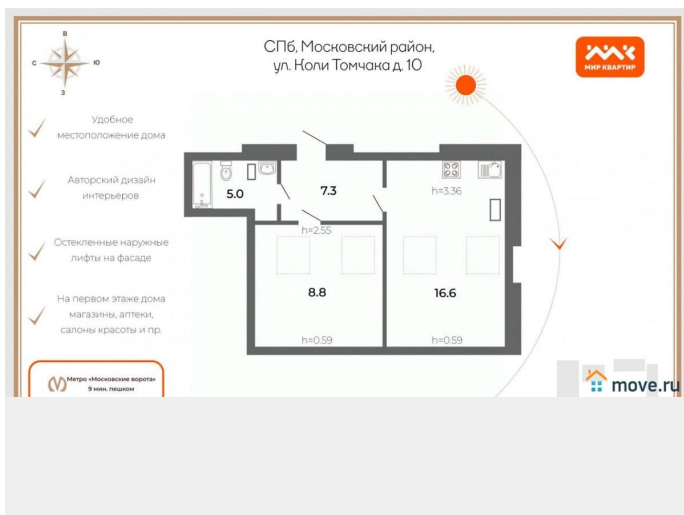 В
С
Ю
З
СПб, Московский район,
ул. Коли Томчака д. 10
МИР КВАРТИР
Удобное
местоположение дома
Авторский дизайн
интерьеров
Остекленные наружные
лифты на фасаде
На первом этаже дома
магазины, аптеки,
салоны красоты и пр.
Метро «Московские ворота»
9 мин. пешком
5.0
7.3
h=3.36
h=2.55
8.8
16.6
h=0.59
h=0.59
move.ru